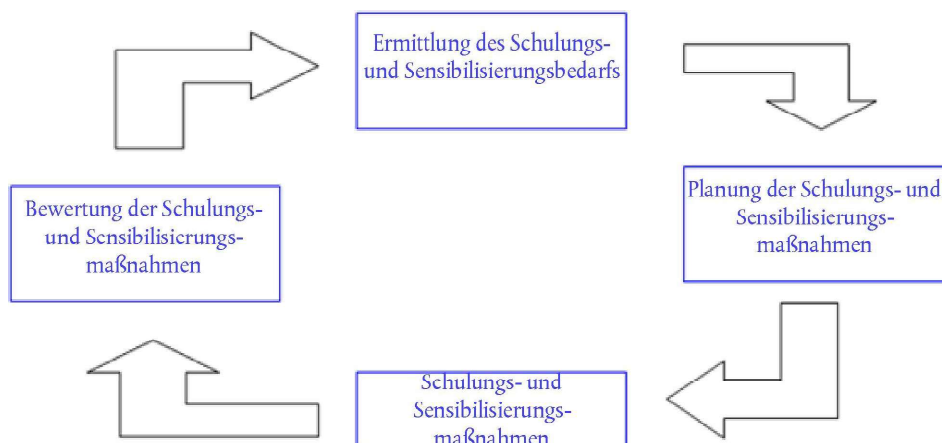 Ermittlung des Schulungs-
und Sensibilisierungsbedarfs
Planung der Schulungs- und
Sensibilisierungs-
maßnahmen
Schulungs- und
Sensibilisierungs-
maßnahmen
Bewertung der Schulungs-
und Sensibilisierungs-
maßnahmen